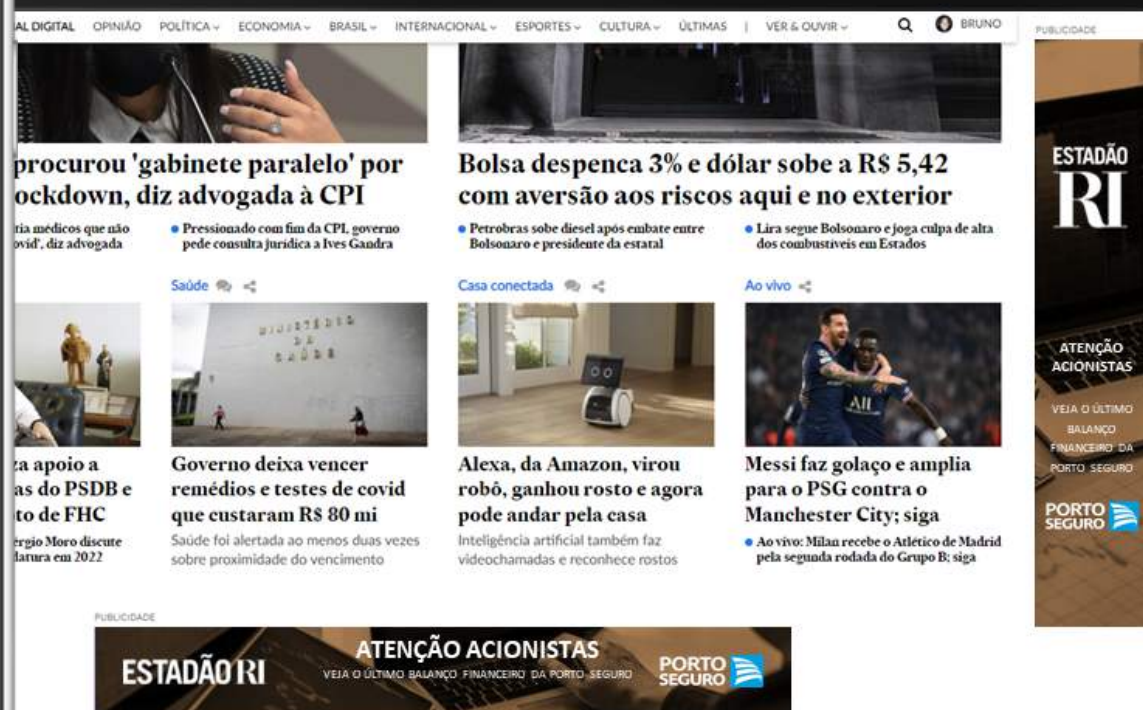 AL DIGITAL OPINIÃO POLÍTICA ECONOMIA BRASIL INTERNACIONAL ESPORTES CULTURA ÚLTIMAS | VER & OUVIR BRUNO
PUBLICIDADE
procurou 'gabinete paralelo' por
ockdown, diz advogada à CPI
tia médicos que não
ovid', diz advogada
Pressionado com fim da CPI, governo
pede consulta jurídica a Ives Gandra
Bolsa despenca 3% e dólar sobe a R$ 5,42
com aversão aos riscos aqui e no exterior
Petrobras sobe diesel após embate entre
Bolsonaro e presidente da estatal
Lira segue Bolsonaro e joga culpa de alta
dos combustíveis em Estados
za apoio a
as do PSDB e
to de FHC
ergio Moro discute
latura em 2022
Saúde
MINISTÉRIO
DA
SAÚDE
Governo deixa vencer
remédios e testes de covid
que custaram R$ 80 mi
Saúde foi alertada ao menos duas vezes
sobre proximidade do vencimento
Casa conectada
Alexa, da Amazon, virou
robô, ganhou rosto e agora
pode andar pela casa
Inteligência artificial também faz
videochamadas e reconhece rostos
Ao vivo
ALL
Messi faz golaço e amplia
para o PSG contra o
Manchester City; siga
Ao vivo: Milan recebe o Atlético de Madrid
pela segunda rodada do Grupo B; siga
ESTADÃO
RI
ATENÇÃO
ACIONISTAS
VEJA O ÚLTIMO
BALANÇO
FINANCEIRO DA
PORTO SEGURO
PORTO
SEGURO
PUBLICIDADE
ESTADÃO RI
ATENÇÃO ACIONISTAS
VEJA O ÚLTIMO BALANÇO FINANCEIRO DA PORTO SEGURO
PORTO
SEGURO